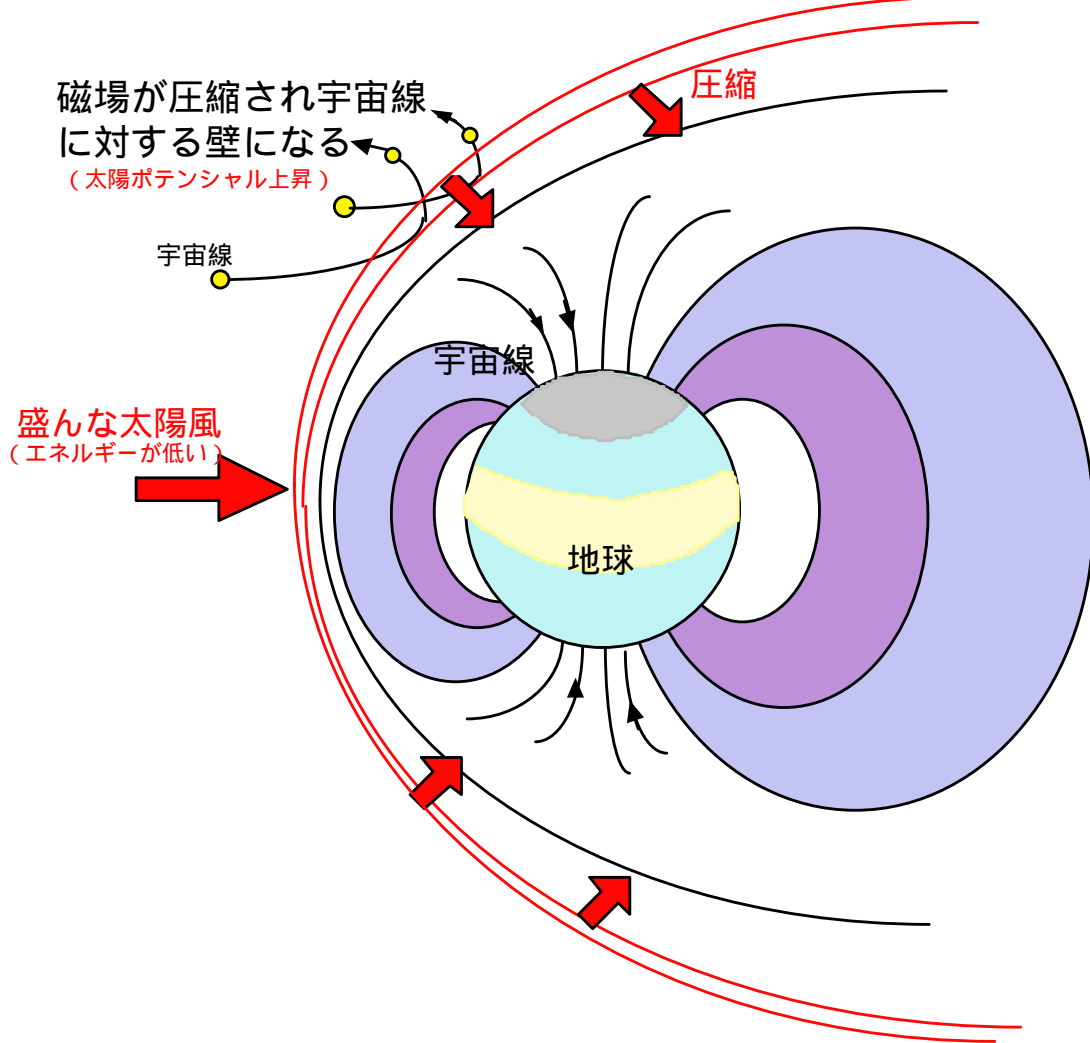 圧縮
磁場が圧縮され宇宙線
に対する壁になる
（太陽ポテンシャル上昇）
宇宙線
宇宙線
盛んな太陽風
（エネルギーが低い）
地球